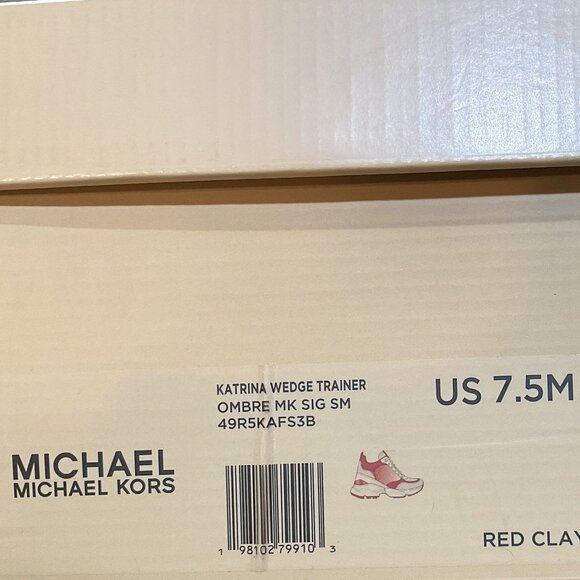 KATRINA WEDGE TRAINER
OMBRE MK SIG SM
49R5KAFS3B
US 7.5M
MICHAEL
MICHAEL KORS
1 98102 79910 3
RED CLAY